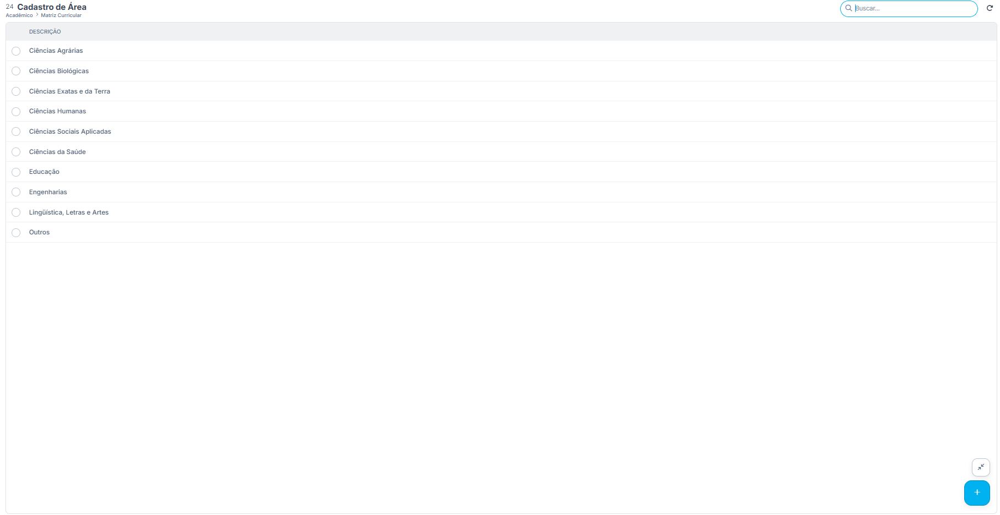 24 Cadastro de Área
Acadêmico > Matriz Curricular
Buscar...
DESCRIÇÃO
Ciências Agrárias
Ciências Biológicas
Ciências Exatas e da Terra
Ciências Humanas
Ciências Sociais Aplicadas
Ciências da Saúde
Educação
Engenharias
Lingüística, Letras e Artes
Outros